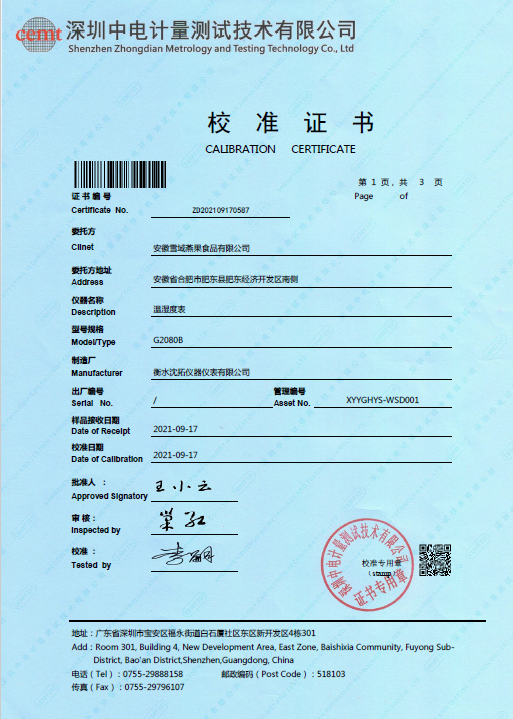 cemt 深圳中电计量测试技术有限公司
Shenzhen Zhongdian Metrology and Testing Technology Co., Ltd
校 准 证 书
CALIBRATION CERTIFICATE
第 1 页，共 3 页
Page of
证书编号
Certificate No. ZD202109170587
委托方
Clinet 安徽雪域燕果食品有限公司
委托方地址
Address 安徽省合肥市肥东县肥东经济开发区南侧
仪器名称
Description 温湿度表
型号规格
Model/Type G2080B
制造厂
Manufacturer 衡水沈拓仪器仪表有限公司
出厂编号 管理编号
Serial No. / Asset No. XYYGHYS-WSD001
样品接收日期
Date of Receipt 2021-09-17
校准日期
Date of Calibration 2021-09-17
批准人 ： 王小云
Approved Signatory
审 核：
Inspected by
校准 ： 李丽
Tested by
深圳中电计量测试技术有限公司
校准专用章
（stamp）
证书专用章
地址：广东省深圳市宝安区福永街道白石厦社区东区新开发区4栋301
Add：Room 301, Building 4, New Development Area, East Zone, Baishixia Community, Fuyong Sub-
District, Bao'an District,Shenzhen,Guangdong, China
电话（Tel）：0755-29888158 邮政编码（Post Code）：518103
传真（Fax）：0755-29796107